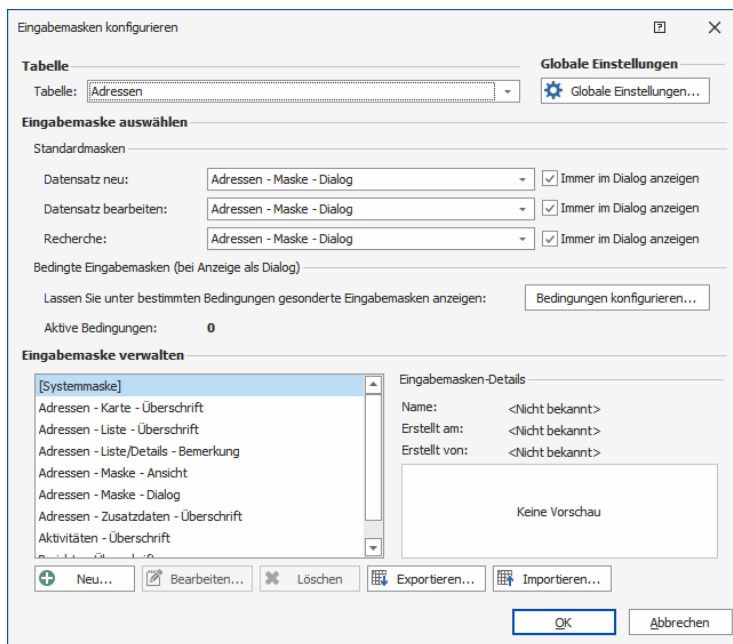 Eingabemasken konfigurieren
Tabelle
Globale Einstellungen
Tabelle: Adressen
Globale Einstellungen...
Eingabemaske auswählen
Standardmasken
Datensatz neu: Adressen - Maske - Dialog Immer im Dialog anzeigen
Datensatz bearbeiten: Adressen - Maske - Dialog Immer im Dialog anzeigen
Recherche: Adressen - Maske - Dialog Immer im Dialog anzeigen
Bedingte Eingabemasken (bei Anzeige als Dialog)
Lassen Sie unter bestimmten Bedingungen gesonderte Eingabemasken anzeigen: Bedingungen konfigurieren...
Aktive Bedingungen: 0
Eingabemaske verwalten
[Systemmaske]
Adressen - Karte - Überschrift
Adressen - Liste - Überschrift
Adressen - Liste/Details - Bemerkung
Adressen - Maske - Ansicht
Adressen - Maske - Dialog
Adressen - Zusatzdaten - Überschrift
Aktivitäten - Überschrift
Eingabemasken-Details
Name: <Nicht bekannt>
Erstellt am: <Nicht bekannt>
Erstellt von: <Nicht bekannt>
Keine Vorschau
Neu... Bearbeiten... Löschen Exportieren... Importieren...
OK Abbrechen